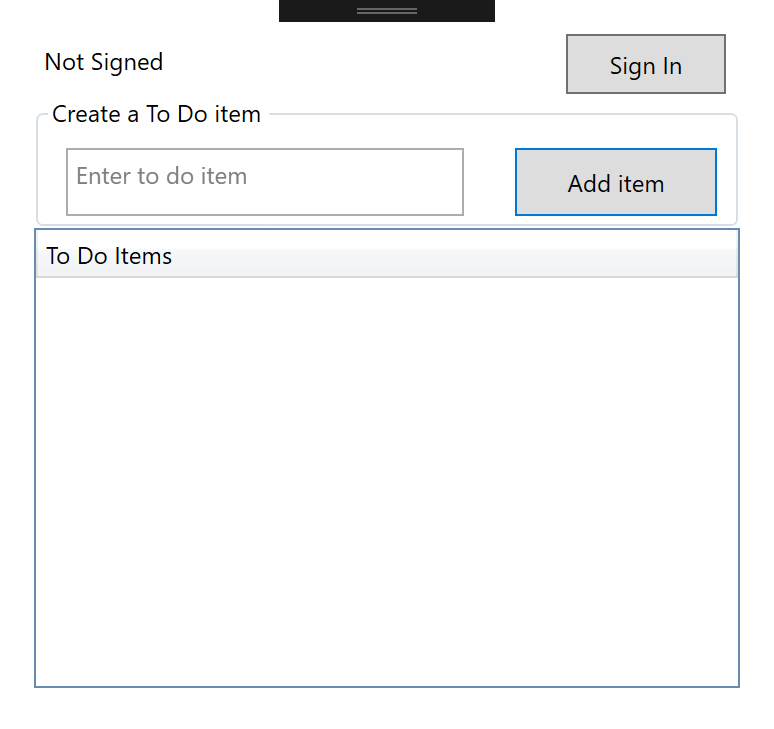 Not Signed
Sign In
Create a To Do item
Enter to do item
Add item
To Do Items